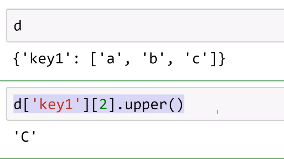 d
{'key1': ['a', 'b', 'c']}
d['key1'][2].upper()
'C'